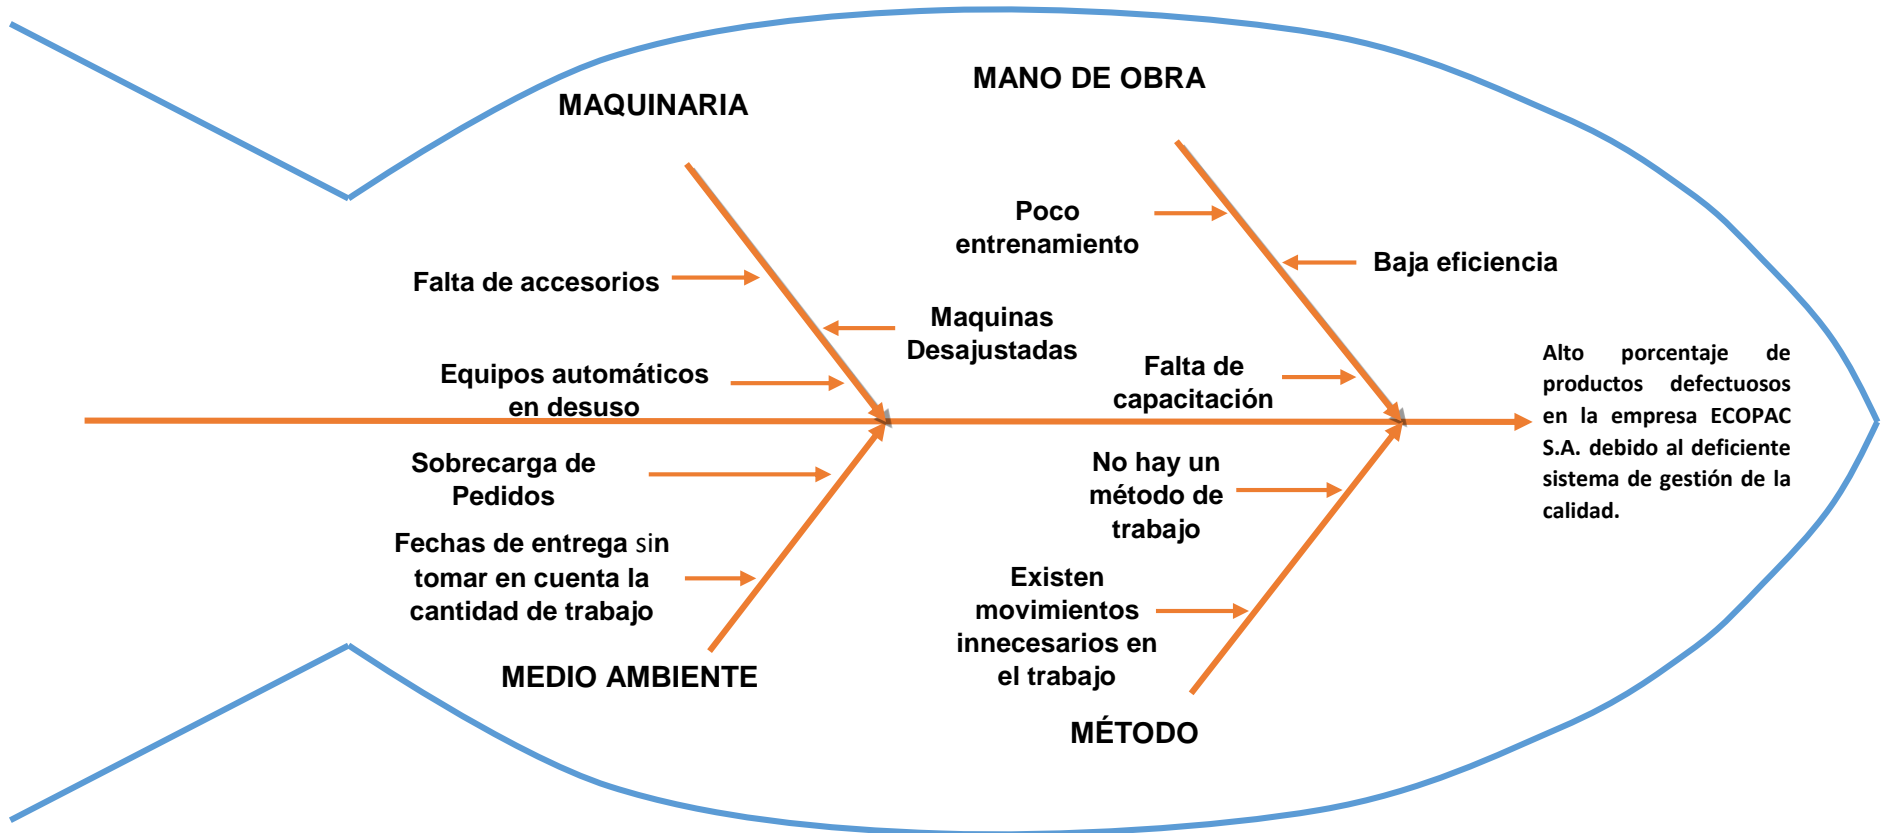 MAQUINARIA
MANO DE OBRA
Poco
entrenamiento
Baja eficiencia
Falta de accesorios
Maquinas
Desajustadas
Equipos automáticos
en desuso
Falta de
capacitación
Alto porcentaje de
productos defectuosos
en la empresa ECOPAC
S.A. debido al deficiente
sistema de gestión de la
calidad.
Sobrecarga de
Pedidos
Fechas de entrega sin
tomar en cuenta la
cantidad de trabajo
MEDIO AMBIENTE
No hay un
método de
trabajo
Existen
movimientos
innecesarios en
el trabajo
MÉTODO